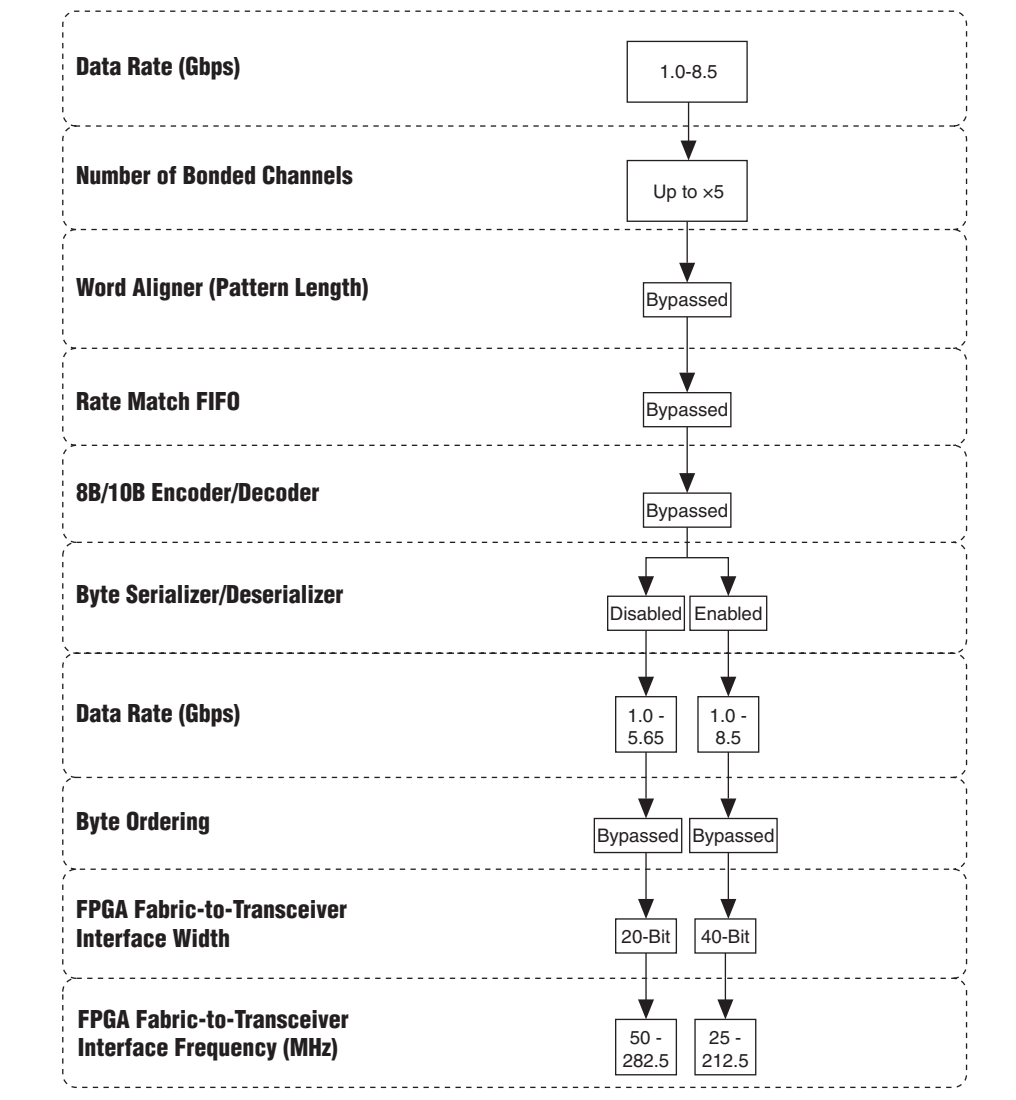 Data Rate (Gbps)
1.0-8.5
Number of Bonded Channels
Up to ×5
Word Aligner (Pattern Length)
Bypassed
Rate Match FIFO
Bypassed
8B/10B Encoder/Decoder
Bypassed
Byte Serializer/Deserializer
Disabled
Enabled
Data Rate (Gbps)
1.0 -
5.65
1.0 -
8.5
Byte Ordering
Bypassed
Bypassed
FPGA Fabric-to-Transceiver
Interface Width
20-Bit
40-Bit
FPGA Fabric-to-Transceiver
Interface Frequency (MHz)
50 -
282.5
25 -
212.5